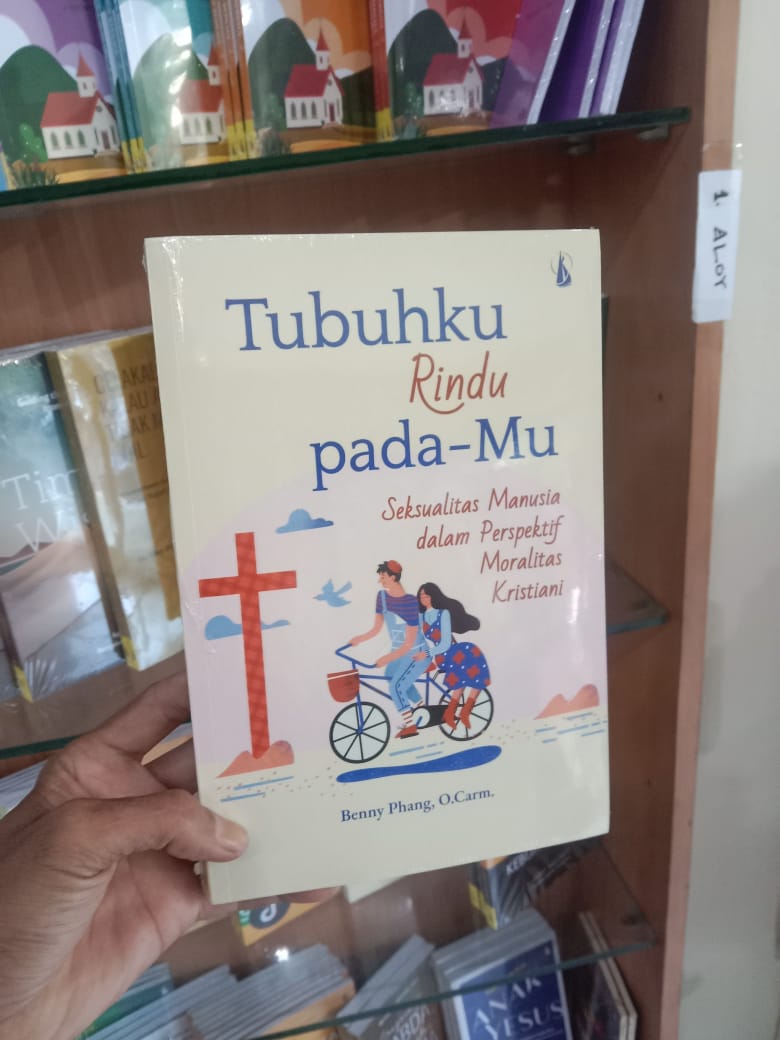 1. ALOY
Tubuhku
Rindu
pada-Mu
Seksualitas Manusia
dalam Perspektif
Moralitas
Kristiani
Benny Phang, O.Carm.
ANAK
YESUS